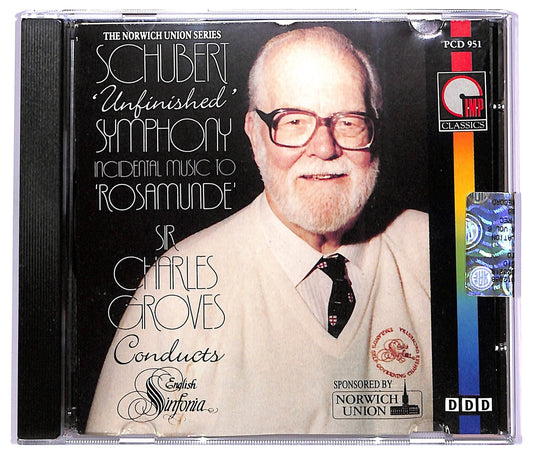 THE NORWICH UNION SERIES
SCHUBERT
'Unfinished'
SYMPHONY
INCIDENTAL MUSIC TO
'ROSAMUNDE'
SIR
CHARLES
GROVES
Conducts
English
Sinfonia
SPONSORED BY
NORWICH
UNION
PCD 951
IMP
CLASSICS
DDD